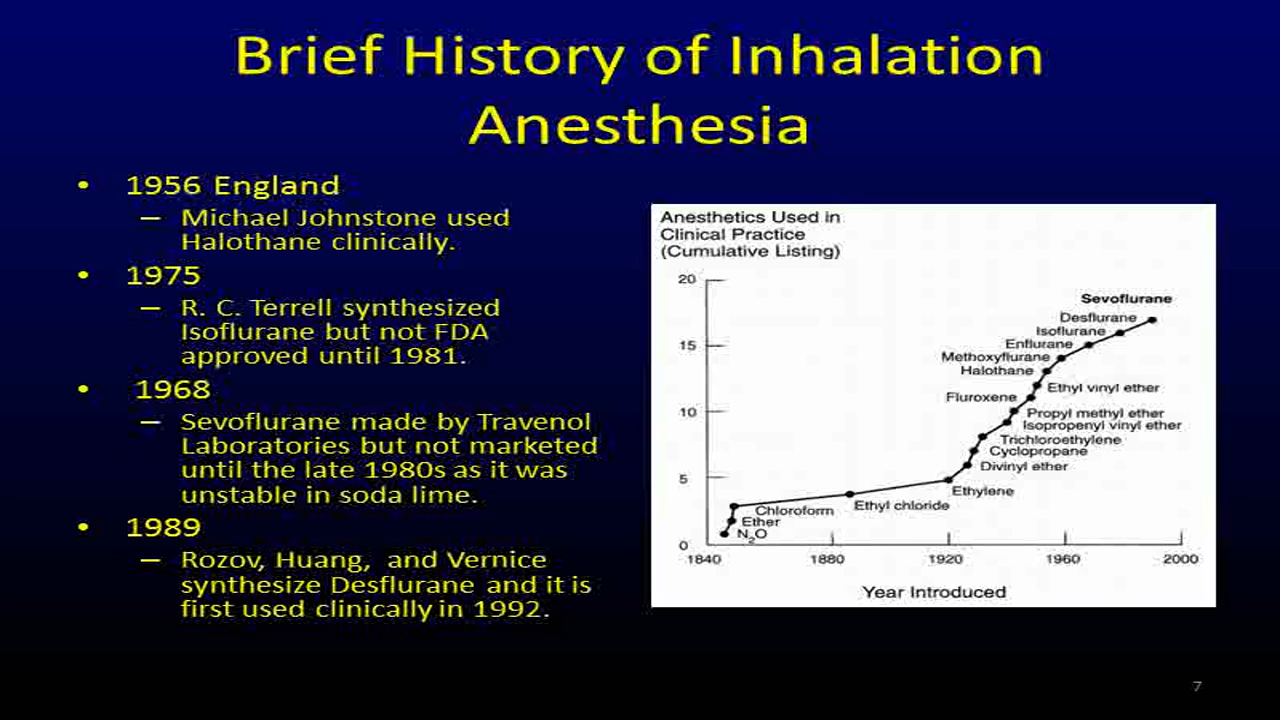 Brief History of Inhalation
Anesthesia
• 1956 England
– Michael Johnstone used
Halothane clinically.
• 1975
– R. C. Terrell synthesized
Isoflurane but not FDA
approved until 1981.
• 1968
– Sevoflurane made by Travenol
Laboratories but not marketed
until the late 1980s as it was
unstable in soda lime.
• 1989
– Rozov, Huang, and Vernice
synthesize Desflurane and it is
first used clinically in 1992.
Anesthetics Used in
Clinical Practice
(Cumulative Listing)
20
15
10
5
0
Sevoflurane
Desflurane
Isoflurane
Enflurane
Methoxyflurane
Halothane
Ethyl vinyl ether
Fluroxene
Propyl methyl ether
Isopropenyl vinyl ether
Trichloroethylene
Cyclopropane
Divinyl ether
Ethylene
Ethyl chloride
Chloroform
Ether
N₂O
1840 1880 1920 1960 2000
Year Introduced
7